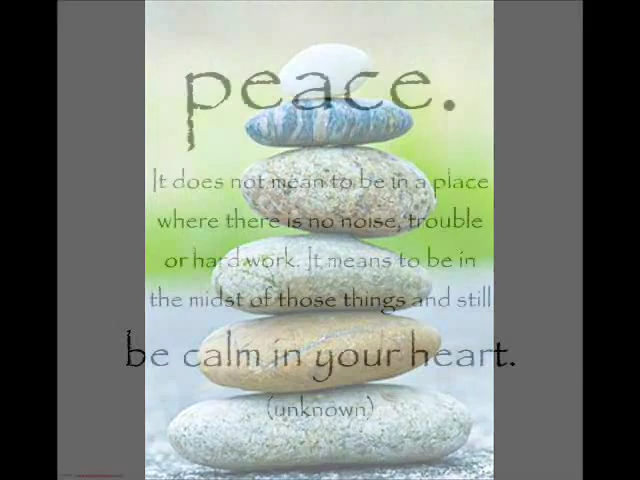 peace.
It does not mean to be in a place
where there is no noise, trouble
or hard work. It means to be in
the midst of those things and still
be calm in your heart.
(unknown)